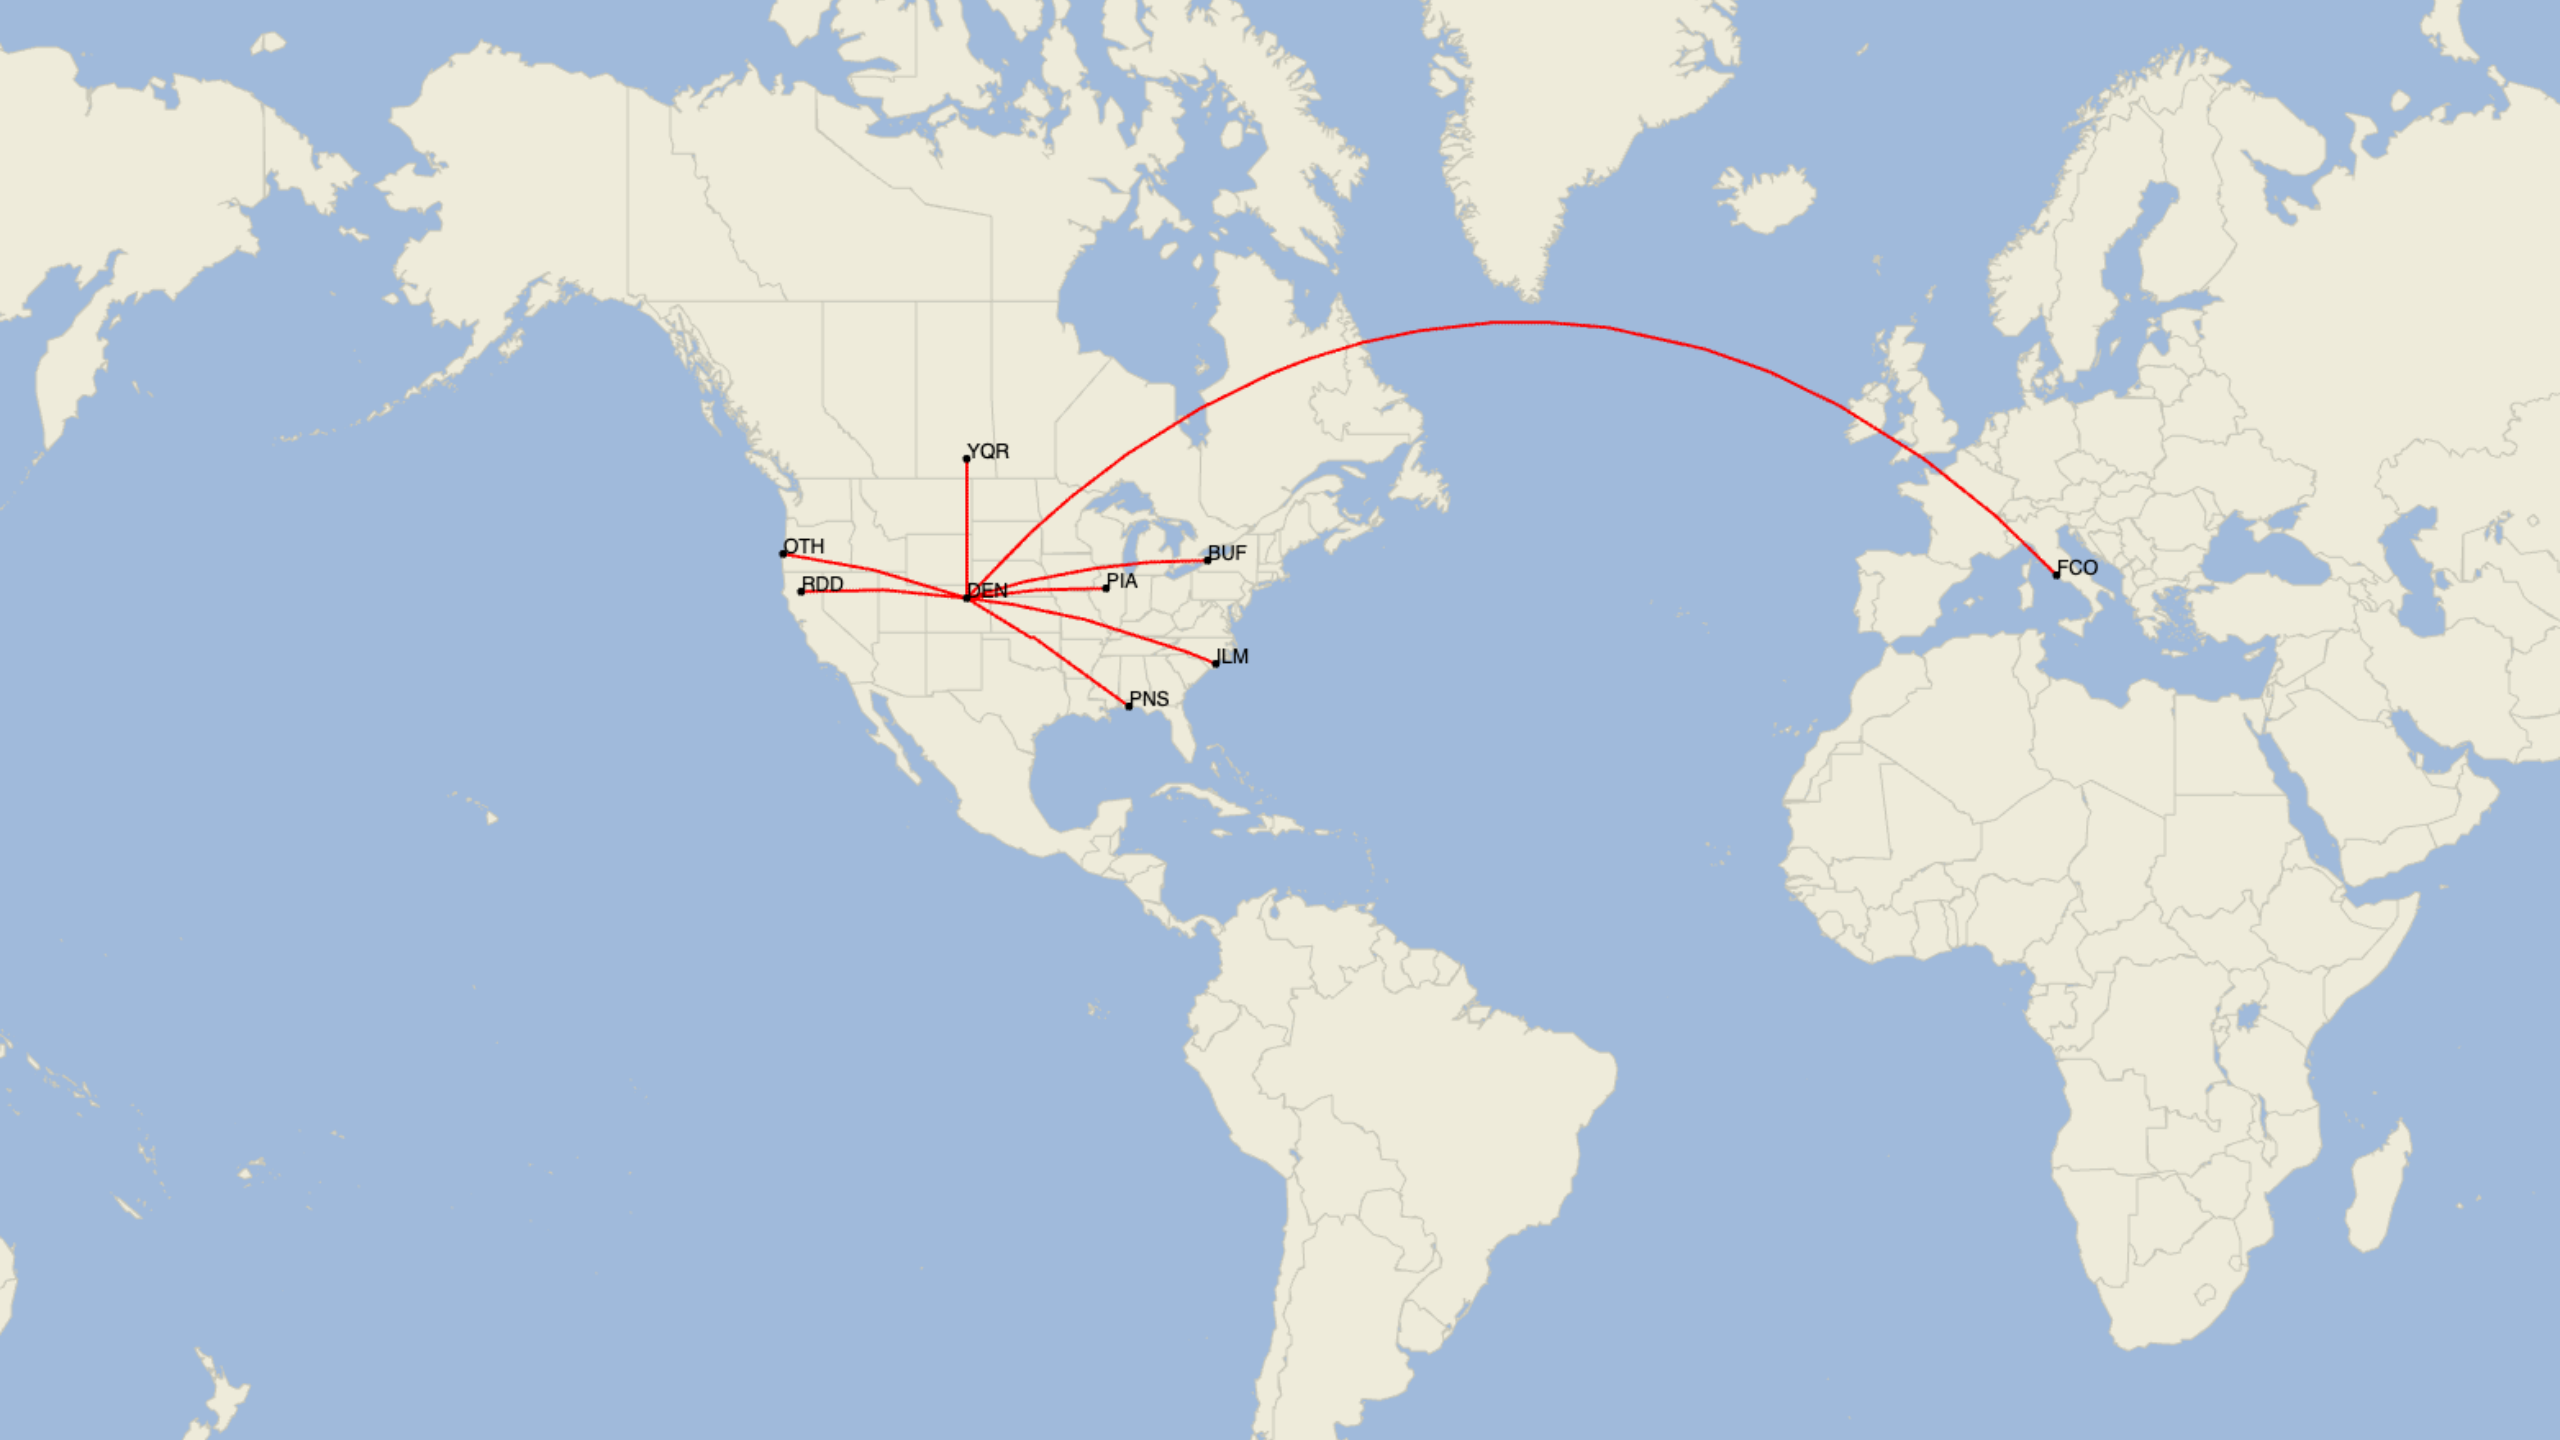 YQR
OTH
BUF
FCO
PIA
RDD
DEN
ILM
PNS